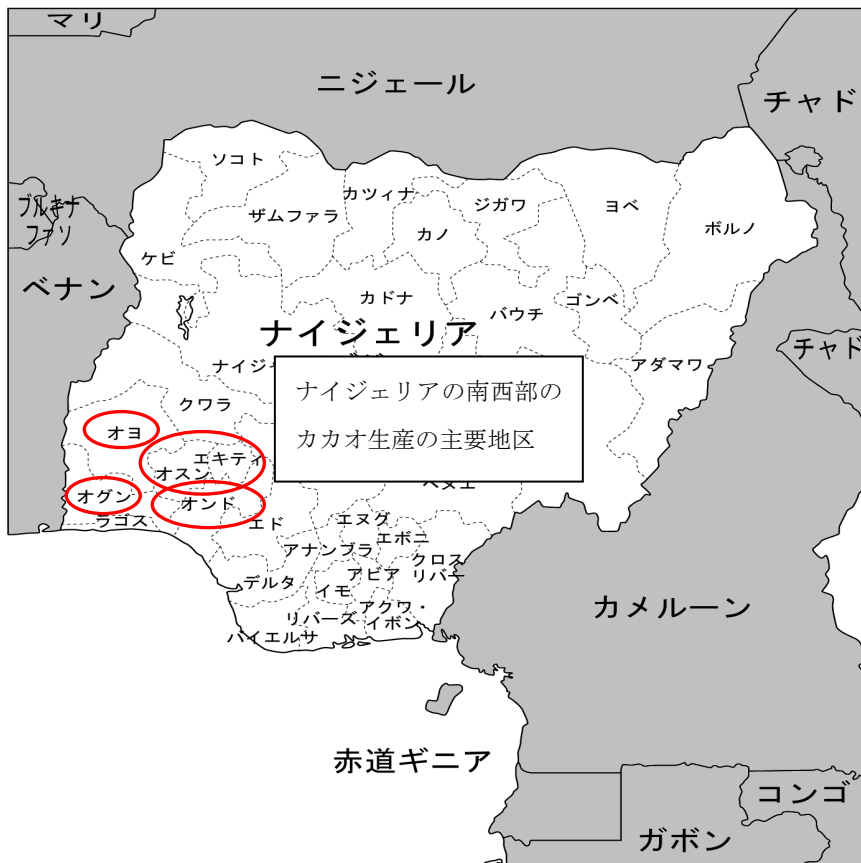 マリ
ニジェール
チャド
ソコト
カツィナ
ジガワ
ヨベ
ボルノ
ザムファラ
カノ
ブルキナ
ファソ
ケビ
ベナン
カドナ
バウチ
ゴンベ
ナイジェリア
チャド
アダマワ
ナイジャ
ナイジェリアの南西部の
カカオ生産の主要地区
クワラ
オヨ
エキティ
オスン
オグン
オンド
ラゴス
エド
エヌグ
エボニ
アナンブラ
クロス
リバー
アビア
デルタ
イモ
アクワ・
イボン
リバーズ
バイエルサ
カメルーン
赤道ギニア
コンゴ
ガボン